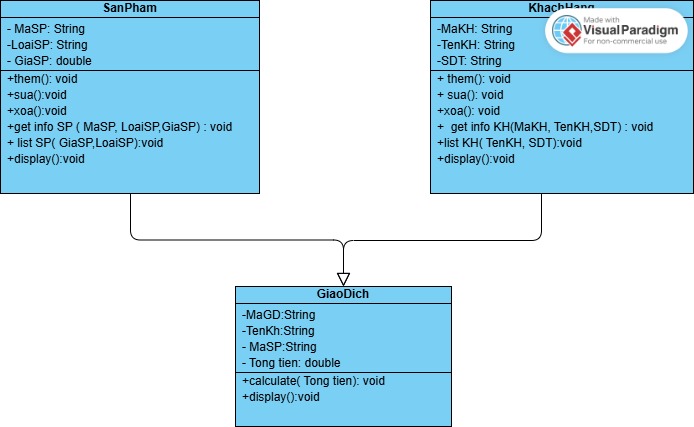 SanPham
- MaSP: String
-LoaiSP: String
- GiaSP: double
+them(): void
+sua():void
+xoa():void
+get info SP ( MaSP, LoaiSP,GiaSP) : void
+ list SP( GiaSP,LoaiSP):void
+display():void
KhachHang
-MaKH: String
-TenKH: String
-SDT: String
+ them(): void
+ sua(): void
+xoa(): void
+ get info KH(MaKH, TenKH,SDT) : void
+list KH( TenKH, SDT):void
+display():void
Made with
VisualParadigm
For non-commercial use
GiaoDich
-MaGD:String
-TenKh:String
- MaSP:String
- Tong tien: double
+calculate( Tong tien): void
+display():void